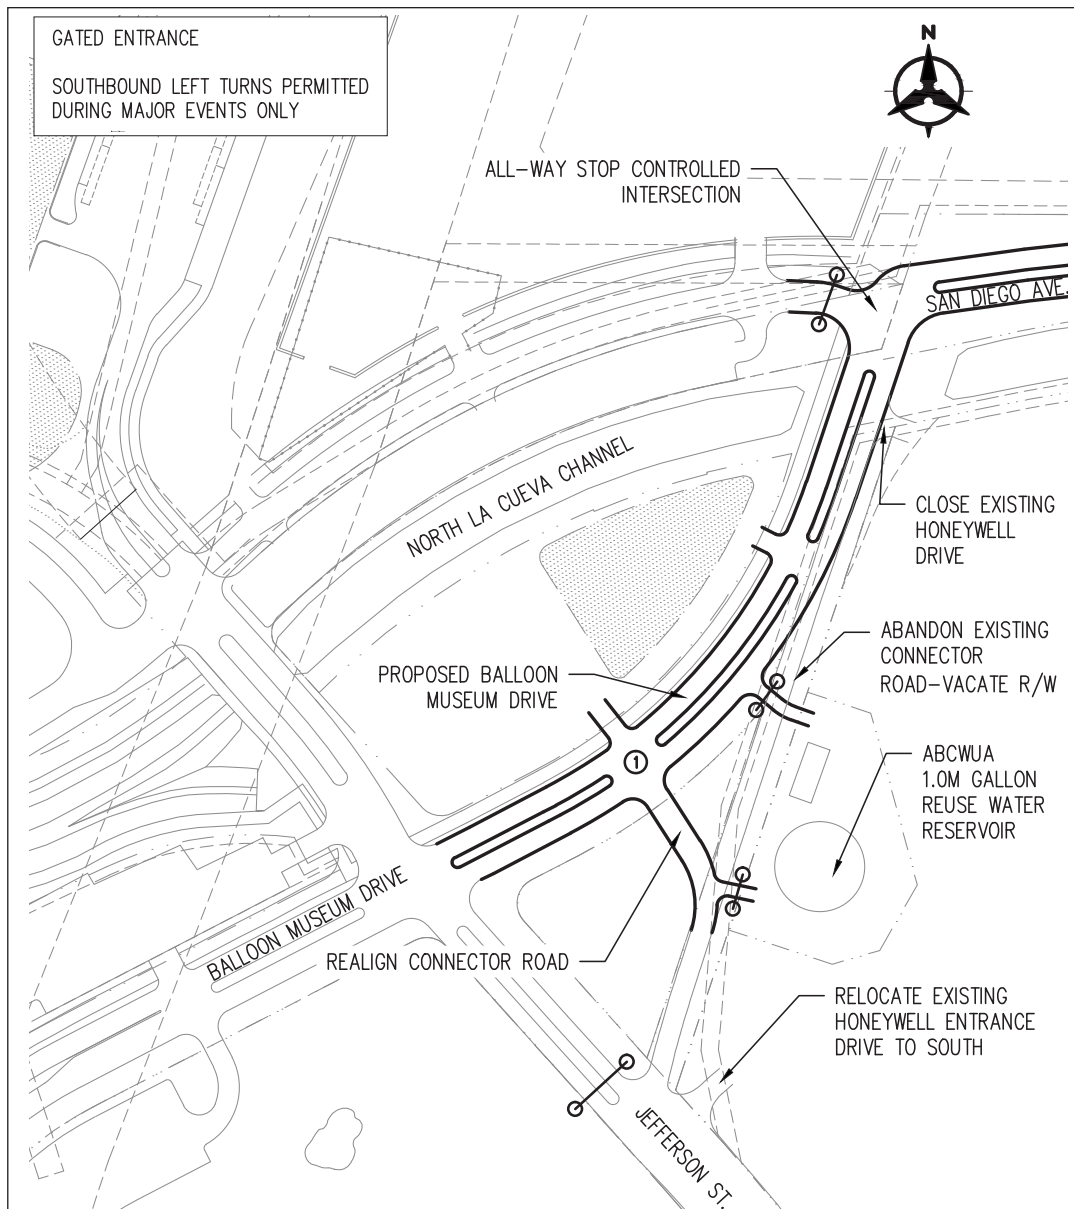 GATED ENTRANCE
SOUTHBOUND LEFT TURNS PERMITTED
DURING MAJOR EVENTS ONLY
N
ALL-WAY STOP CONTROLLED
INTERSECTION
SAN DIEGO AVE.
NORTH LA CUEVA CHANNEL
CLOSE EXISTING
HONEYWELL
DRIVE
ABANDON EXISTING
CONNECTOR
ROAD-VACATE R/W
PROPOSED BALLOON
MUSEUM DRIVE
1
ABCWUA
1.0M GALLON
REUSE WATER
RESERVOIR
BALLOON MUSEUM DRIVE
REALIGN CONNECTOR ROAD
RELOCATE EXISTING
HONEYWELL ENTRANCE
DRIVE TO SOUTH
JEFFERSON ST.